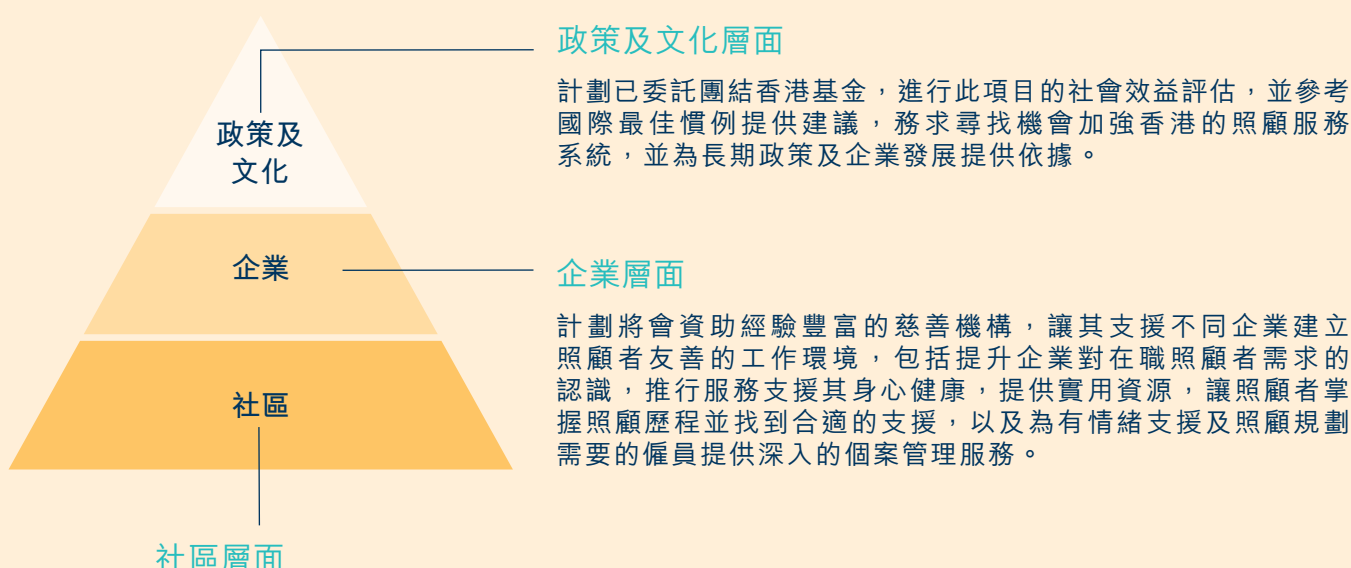 政策及文化層面
計劃已委託團結香港基金，進行此項目的社會效益評估，並參考
國際最佳慣例提供建議，務求尋找機會加強香港的照顧服務
系統，並為長期政策及企業發展提供依據。
政策及
文化
企業
企業層面
計劃將會資助經驗豐富的慈善機構，讓其支援不同企業建立
照顧者友善的工作環境，包括提升企業對在職照顧者需求的
認識，推行服務支援其身心健康，提供實用資源，讓照顧者掌
握照顧歷程並找到合適的支援，以及為有情緒支援及照顧規劃
需要的僱員提供深入的個案管理服務。
社區
社區層面